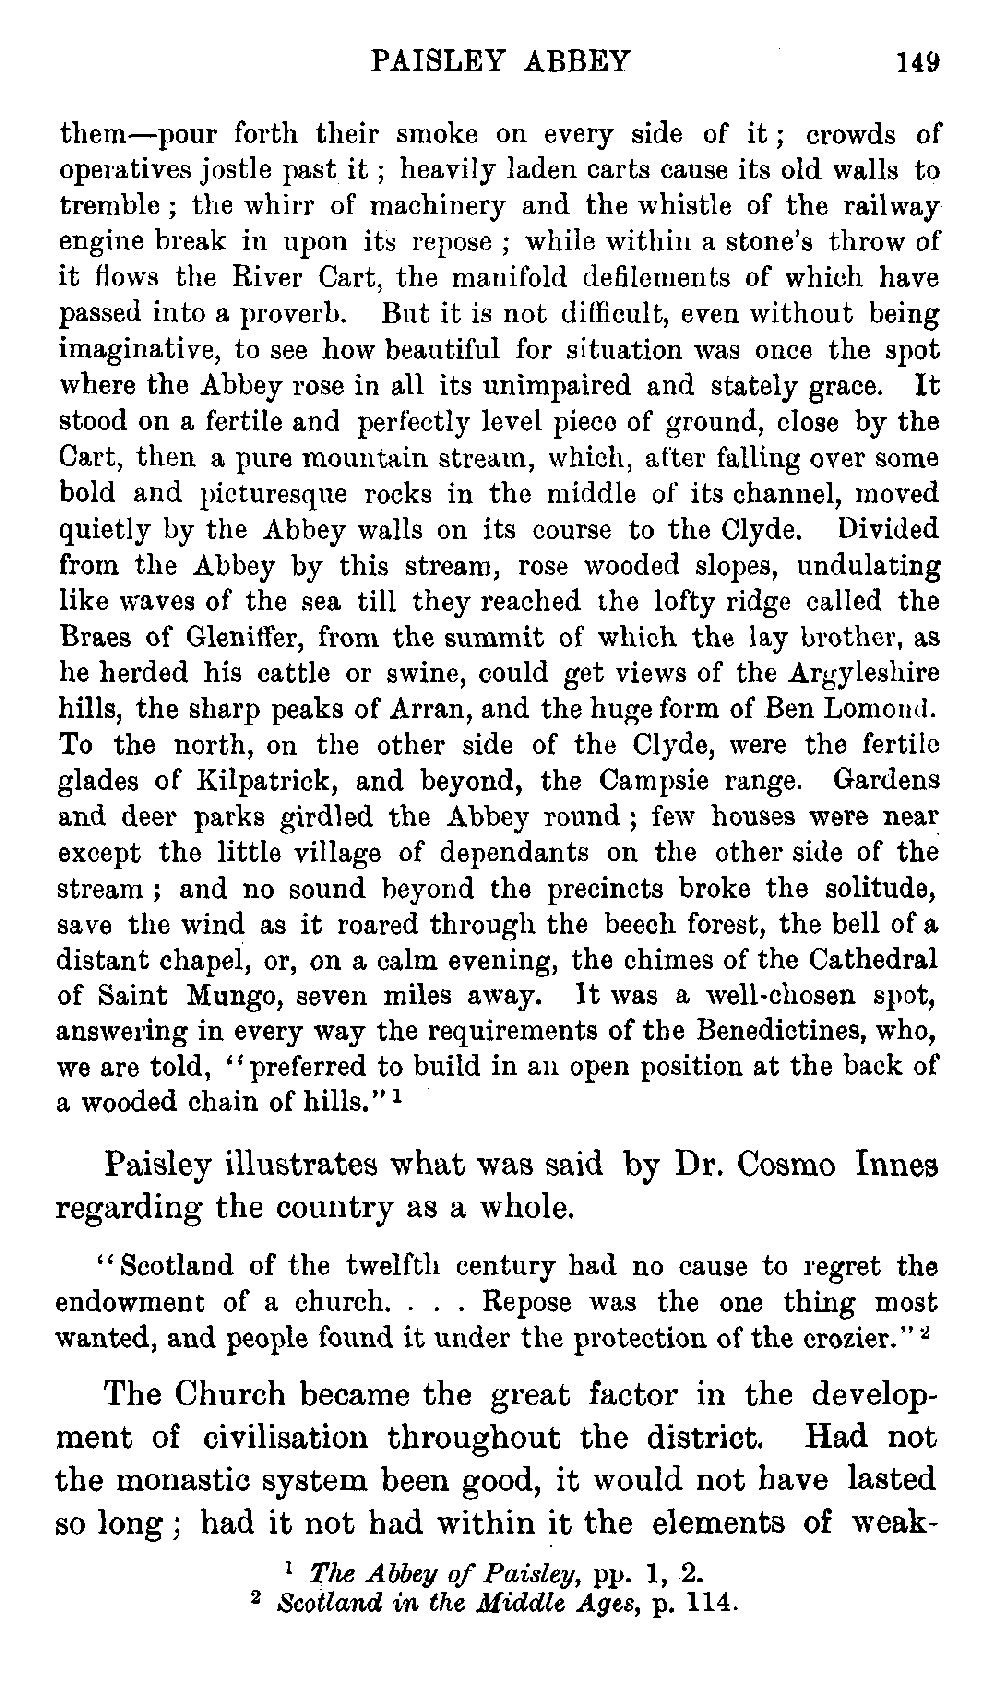 PAISLEY ABBEY 149
them—pour forth their smoke on every side of it ; crowds of
operatives jostle past it ; heavily laden carts cause its old walls to
tremble ; the whirr of machinery and the whistle of the railway
engine break in upon its repose ; while within a stone's throw of
it flows the River Cart, the manifold defilements of which have
passed into a proverb. But it is not difficult, even without being
imaginative, to see how beautiful for situation was once the spot
where the Abbey rose in all its unimpaired and stately grace. It
stood on a fertile and perfectly level piece of ground, close by the
Cart, then a pure mountain stream, which, after falling over some
bold and picturesque rocks in the middle of its channel, moved
quietly by the Abbey walls on its course to the Clyde. Divided
from the Abbey by this stream, rose wooded slopes, undulating
like waves of the sea till they reached the lofty ridge called the
Braes of Gleniffer, from the summit of which the lay brother, as
he herded his cattle or swine, could get views of the Argyleshire
hills, the sharp peaks of Arran, and the huge form of Ben Lomond.
To the north, on the other side of the Clyde, were the fertile
glades of Kilpatrick, and beyond, the Campsie range. Gardens
and deer parks girdled the Abbey round ; few houses were near
except the little village of dependants on the other side of the
stream ; and no sound beyond the precincts broke the solitude,
save the wind as it roared through the beech forest, the bell of a
distant chapel, or, on a calm evening, the chimes of the Cathedral
of Saint Mungo, seven miles away. It was a well-chosen spot,
answering in every way the requirements of the Benedictines, who,
we are told, "preferred to build in an open position at the back of
a wooded chain of hills." 1
Paisley illustrates what was said by Dr. Cosmo Innes
regarding the country as a whole.
"Scotland of the twelfth century had no cause to regret the
endowment of a church. . . . Repose was the one thing most
wanted, and people found it under the protection of the crozier." 2
The Church became the great factor in the develop-
ment of civilisation throughout the district. Had not
the monastic system been good, it would not have lasted
so long ; had it not had within it the elements of weak-
1 The Abbey of Paisley, pp. 1, 2.
2 Scotland in the Middle Ages, p. 114.